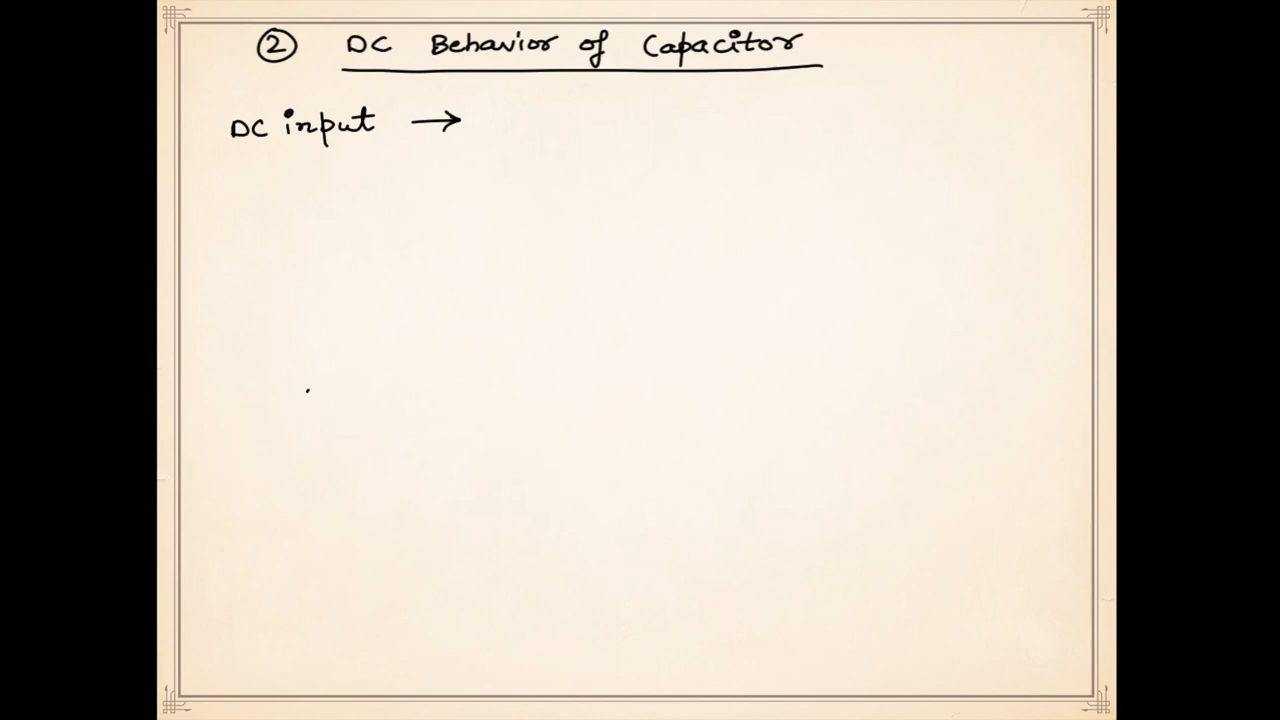 ② DC Behavior of Capacitor
DC input →